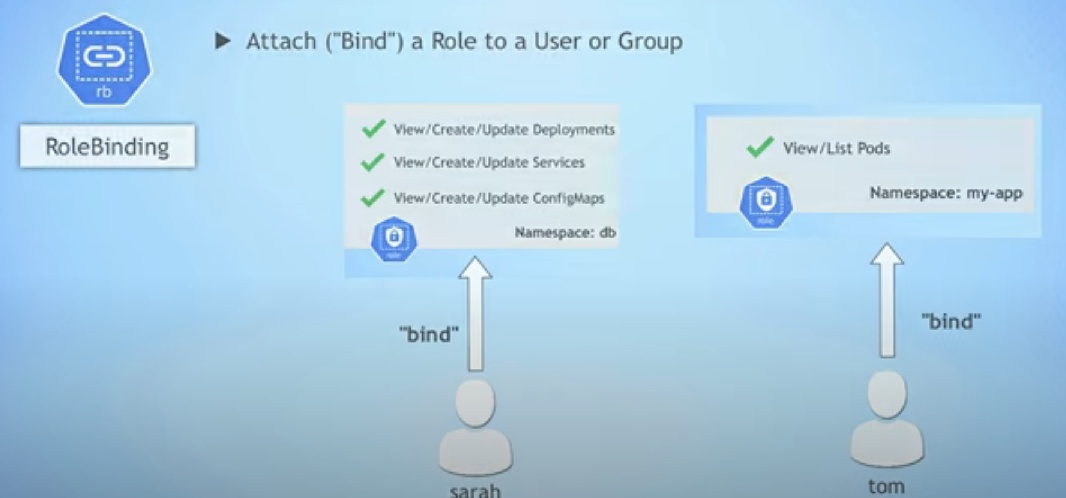 ► Attach ("Bind") a Role to a User or Group
rb
RoleBinding
View/Create/Update Deployments
View/Create/Update Services
View/Create/Update ConfigMaps
role
Namespace: db
View/List Pods
role
Namespace: my-app
"bind"
"bind"
sarah
tom